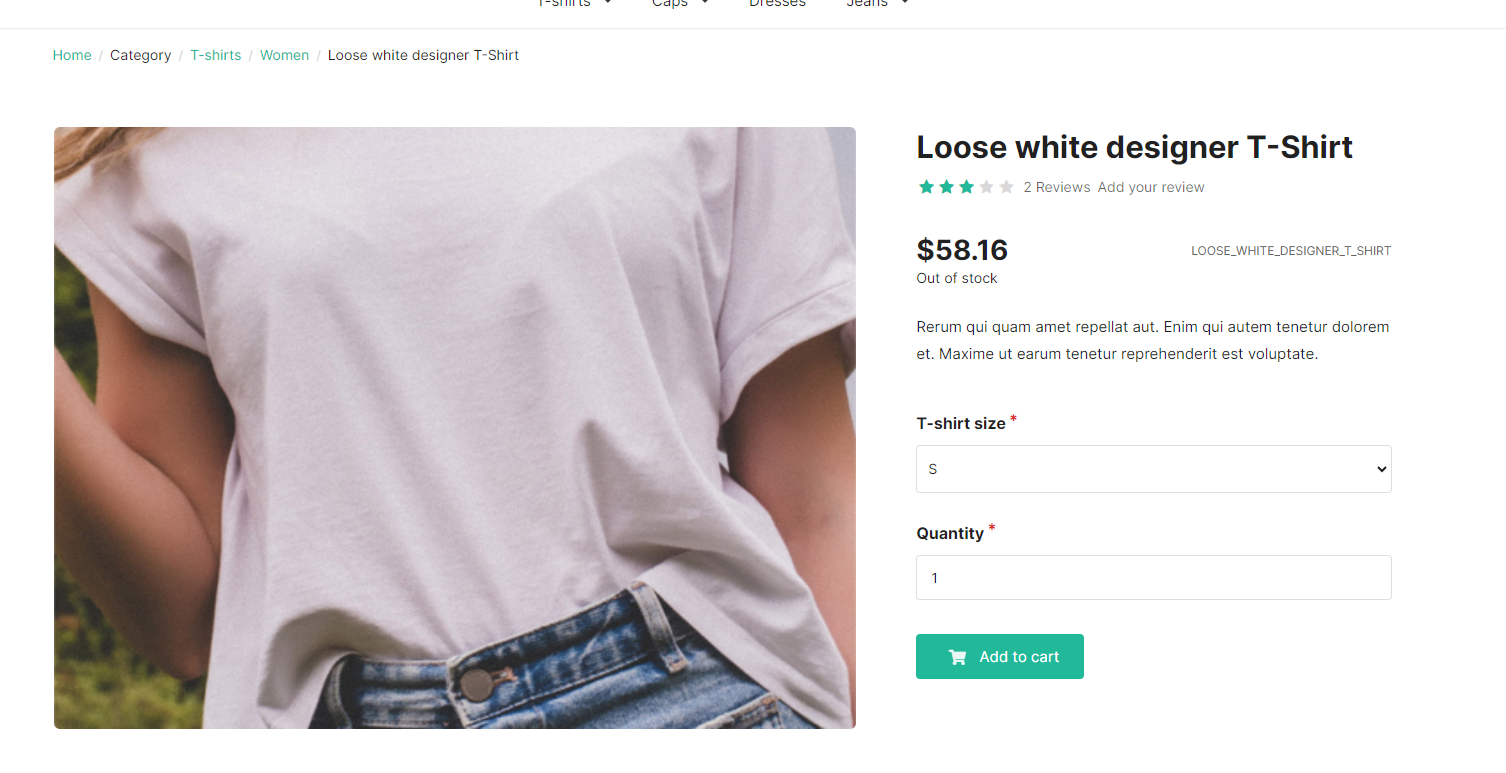 T-shirts Caps Dresses Jeans
Home / Category / T-shirts / Women / Loose white designer T-Shirt
Loose white designer T-Shirt
2 Reviews Add your review
$58.16
LOOSE_WHITE_DESIGNER_T_SHIRT
Out of stock
Rerum qui quam amet repellat aut. Enim qui autem tenetur dolorem
et. Maxime ut earum tenetur reprehenderit est voluptate.
T-shirt size *
S
Quantity *
1
Add to cart